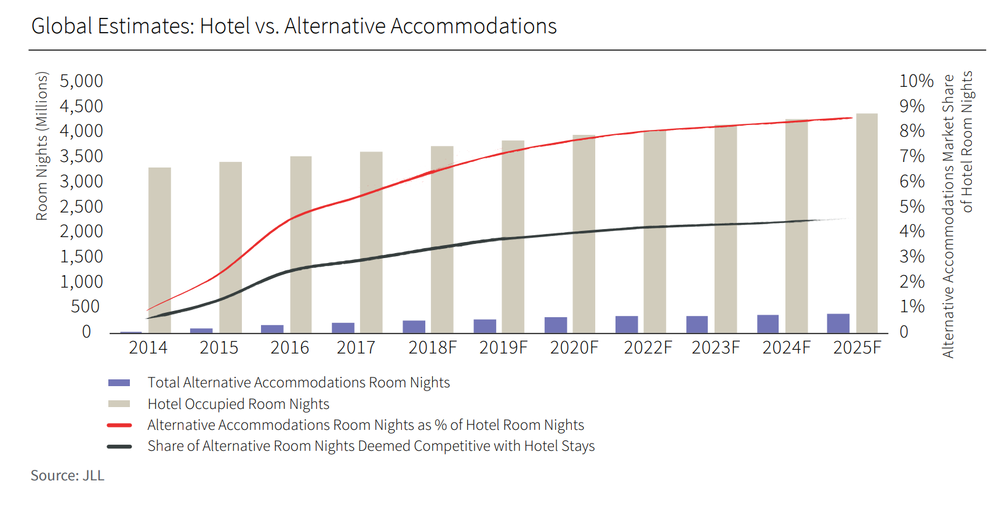 Global Estimates: Hotel vs. Alternative Accommodations
Room Nights (Millions)
5,000
4,500
4,000
3,500
3,000
2,500
2,000
1,500
1,000
500
0
10%
9%
8%
7%
6%
5%
4%
3%
2%
1%
0
Alternative Accommodations Market Share
of Hotel Room Nights
2014 2015 2016 2017 2018F 2019F 2020F 2022F 2023F 2024F 2025F
Total Alternative Accommodations Room Nights
Hotel Occupied Room Nights
Alternative Accommodations Room Nights as % of Hotel Room Nights
Share of Alternative Room Nights Deemed Competitive with Hotel Stays
Source: JLL